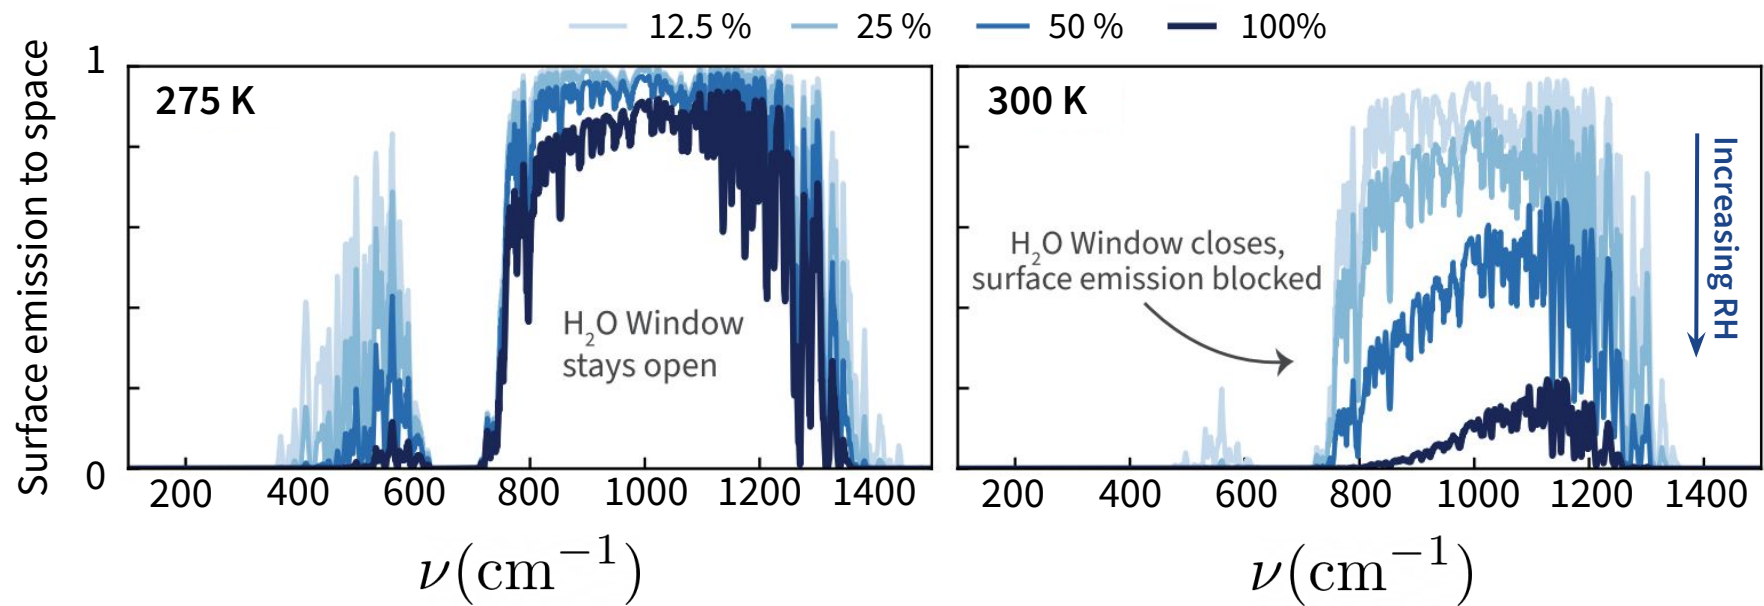 12.5 % 25 % 50 % 100%
Surface emission to space
1
0
275 K
H₂O Window
stays open
200 400 600 800 1000 1200 1400
ν(cm⁻¹)
300 K
H₂O Window closes,
surface emission blocked
Increasing RH
200 400 600 800 1000 1200 1400
ν(cm⁻¹)